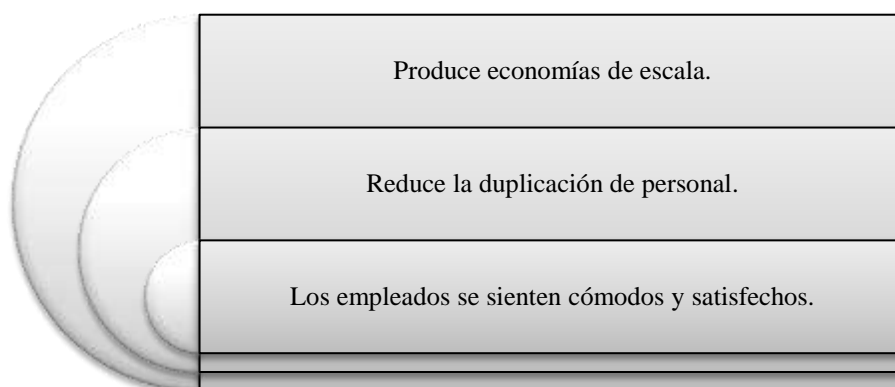 Produce economías de escala.
Reduce la duplicación de personal.
Los empleados se sienten cómodos y satisfechos.